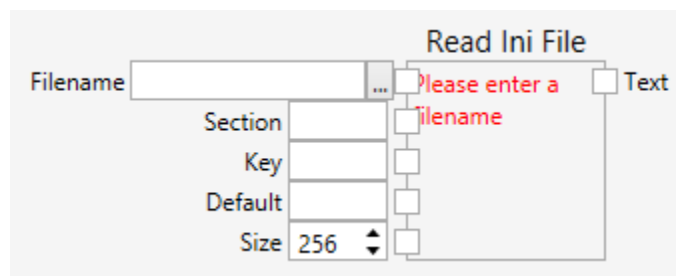 Read Ini File
Filename ... Please enter a Text
Section filename
Key
Default
Size 256